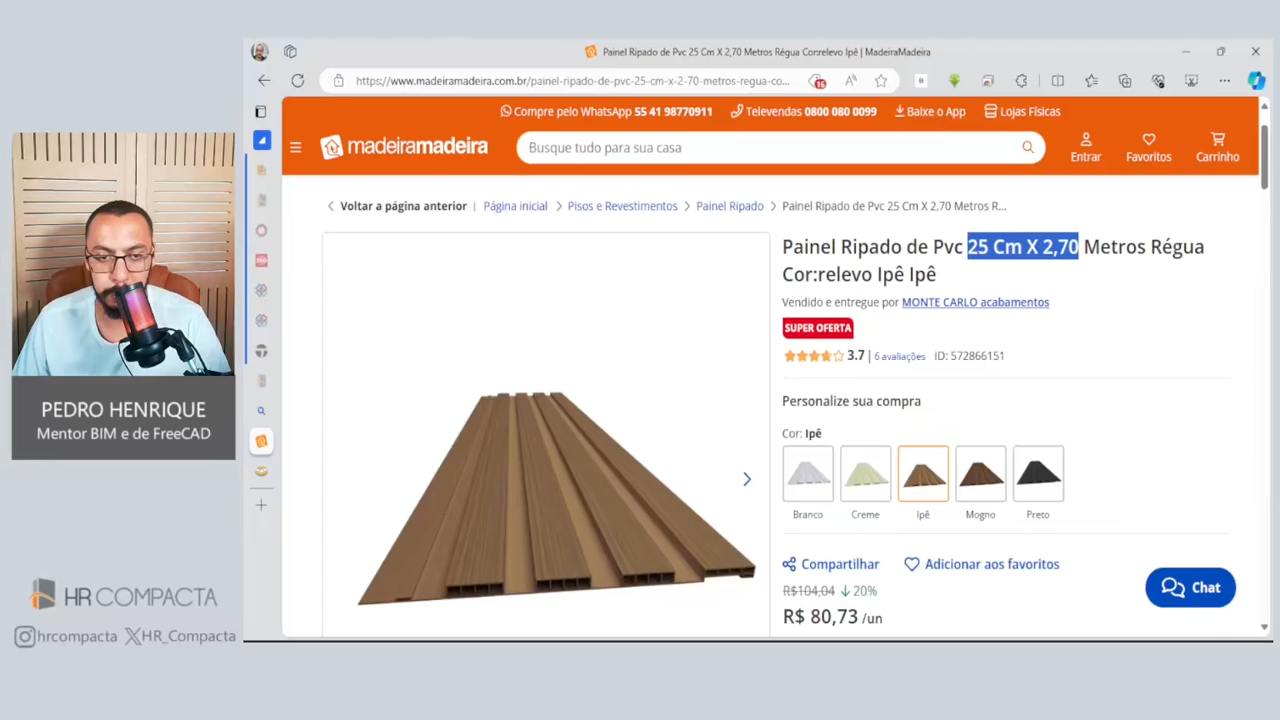 Painel Ripado de Pvc 25 Cm X 2,70 Metros Régua Cor:relevo Ipê | MadeiraMadeira
https://www.madeiramadeira.com.br/painel-ripado-de-pvc-25-cm-x-2-70-metros-regua-co...
16
Compre pelo WhatsApp 55 41 98770911
Televendas 0800 080 0099
Baixe o App
Lojas Físicas
madeiramadeira
Busque tudo para sua casa
Entrar
Favoritos
Carrinho
Voltar a página anterior
Página inicial
Pisos e Revestimentos
Painel Ripado
Painel Ripado de Pvc 25 Cm X 2,70 Metros R...
Painel Ripado de Pvc 25 Cm X 2,70 Metros Régua
Cor:relevo Ipê Ipê
Vendido e entregue por MONTE CARLO acabamentos
SUPER OFERTA
3.7 | 6 avaliações ID: 572866151
Personalize sua compra
Cor: Ipê
Branco
Creme
Ipê
Mogno
Preto
Compartilhar
Adicionar aos favoritos
R$104,04 20%
R$ 80,73 /un
Chat
PEDRO HENRIQUE
Mentor BIM e de FreeCAD
HRCOMPACTA
hrcompacta
HR_Compacta